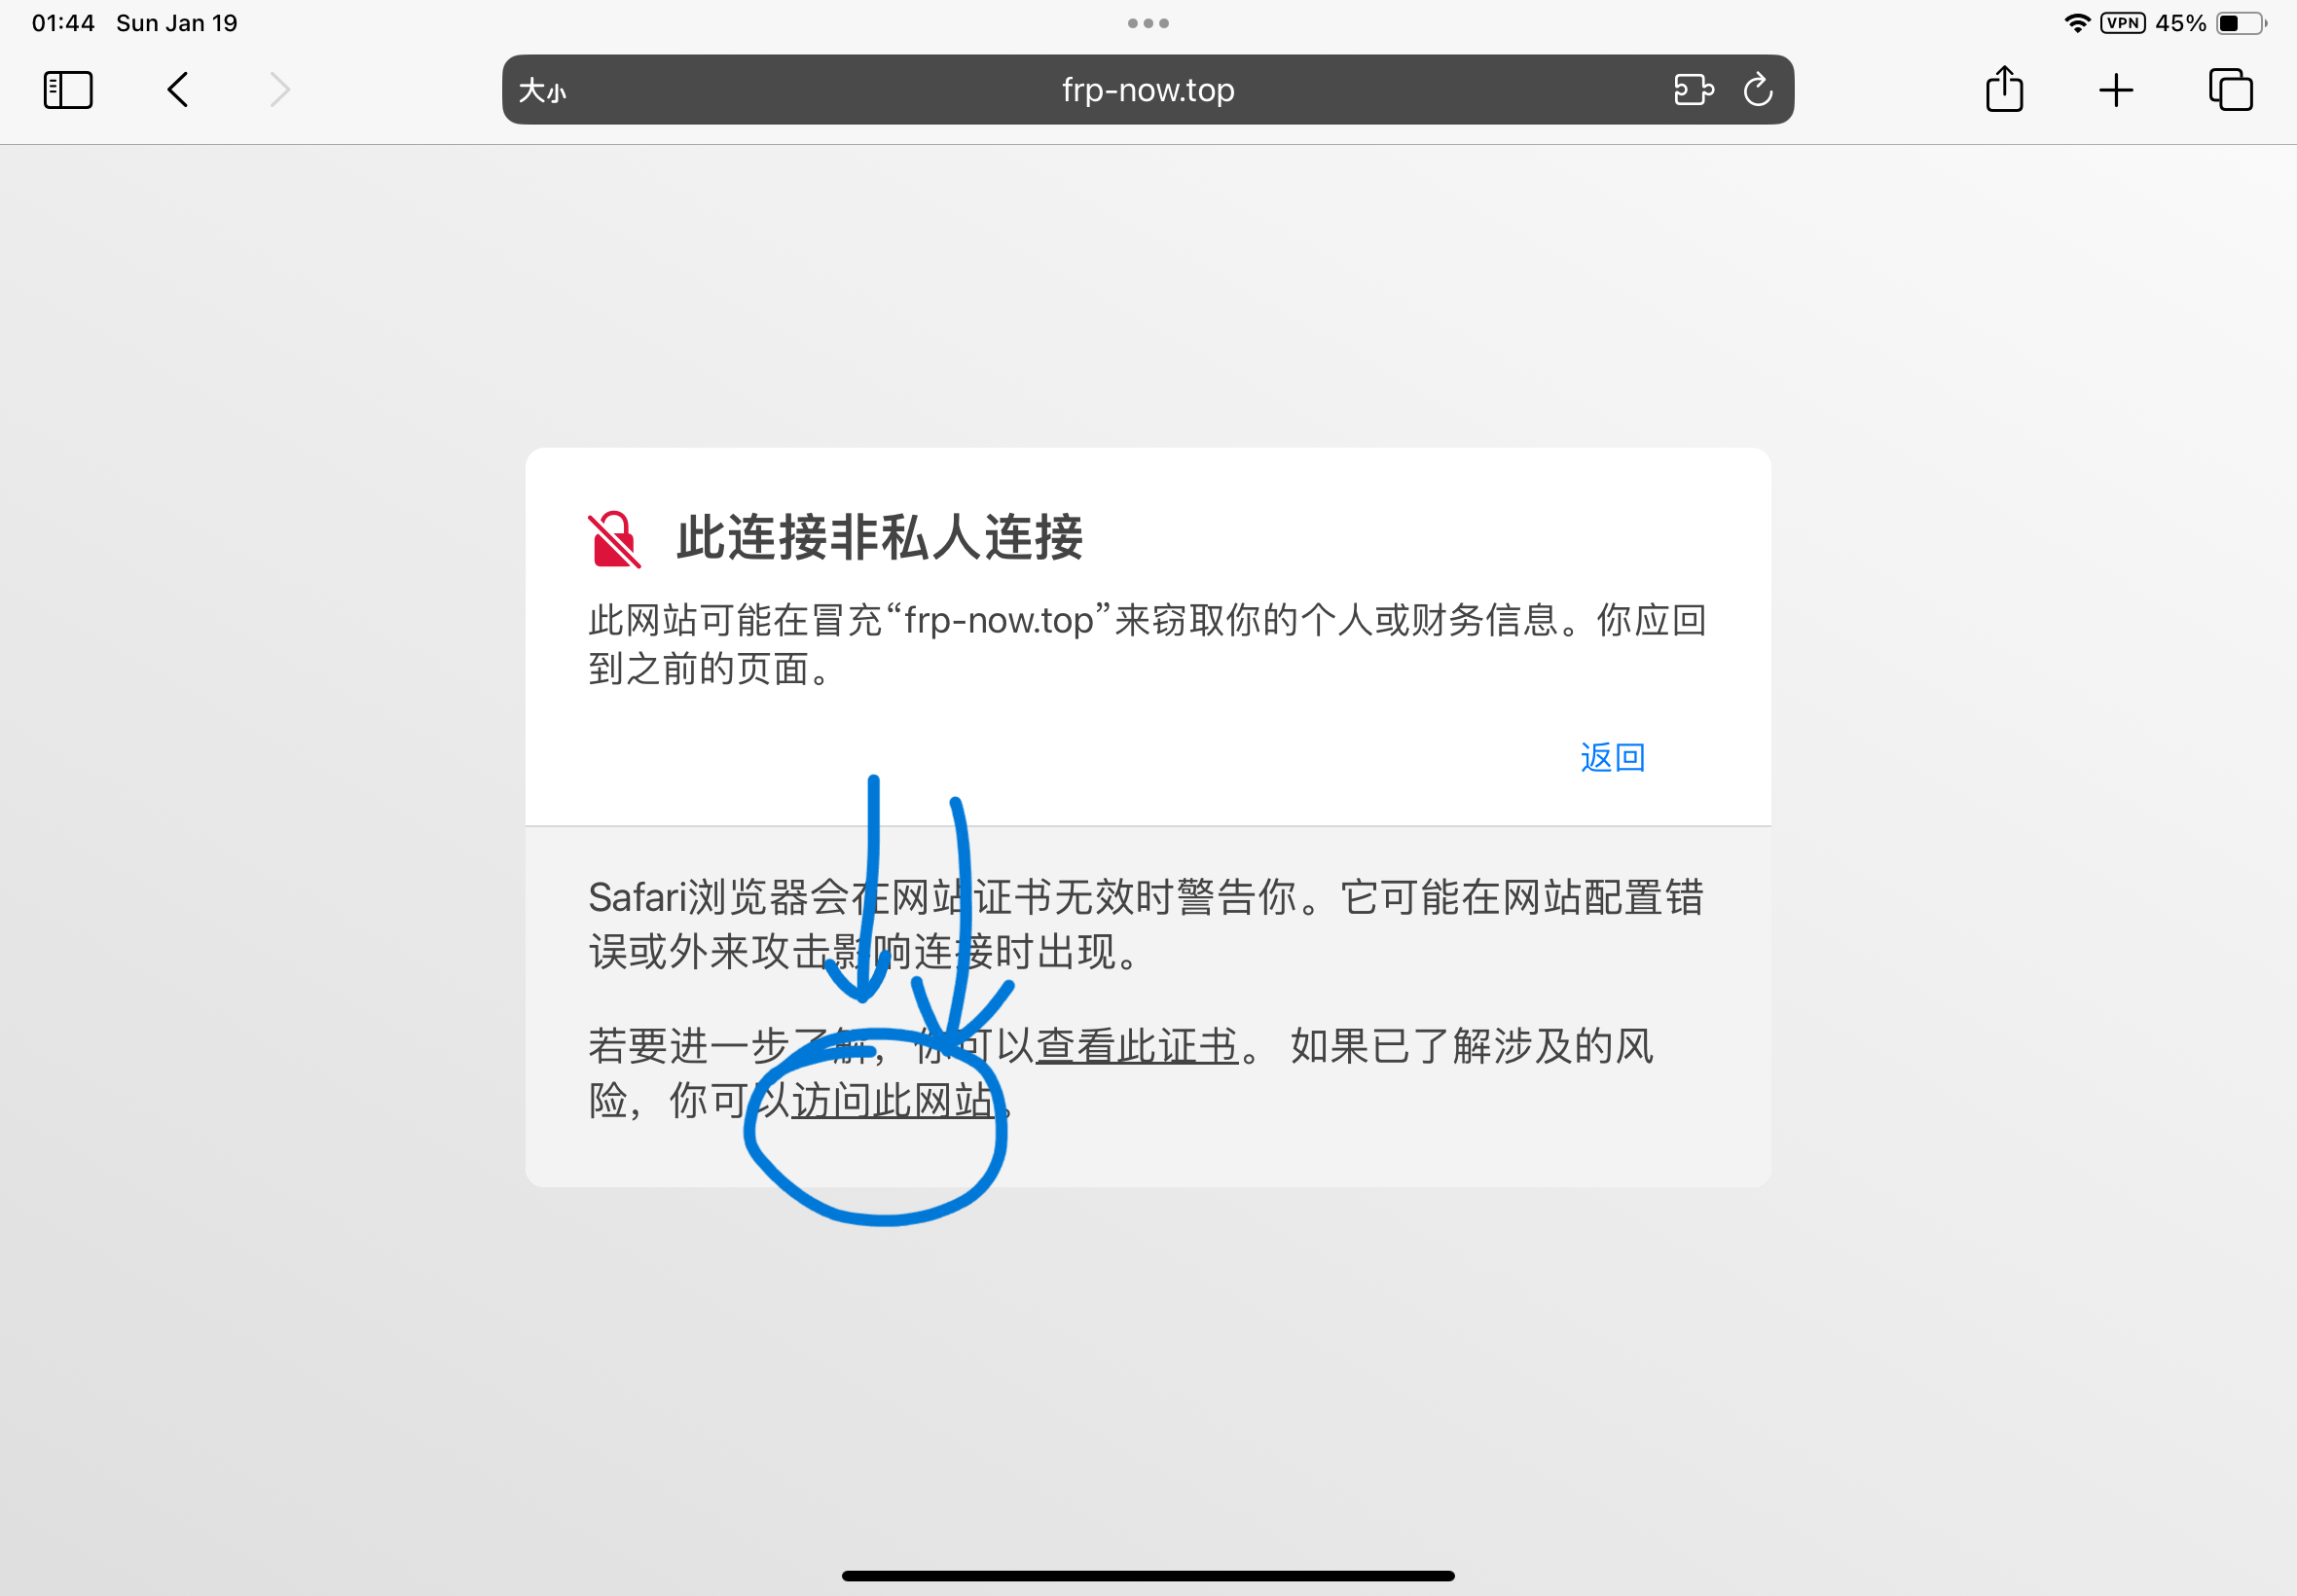 01:44 Sun Jan 19
VPN 45%
大小 frp-now.top
此连接非私人连接
此网站可能在冒充“frp-now.top”来窃取你的个人或财务信息。你应回
到之前的页面。
返回
Safari浏览器会在网站证书无效时警告你。它可能在网站配置错
误或外来攻击影响连接时出现。
若要进一步了解，你可以查看此证书。 如果已了解涉及的风
险，你可以访问此网站。